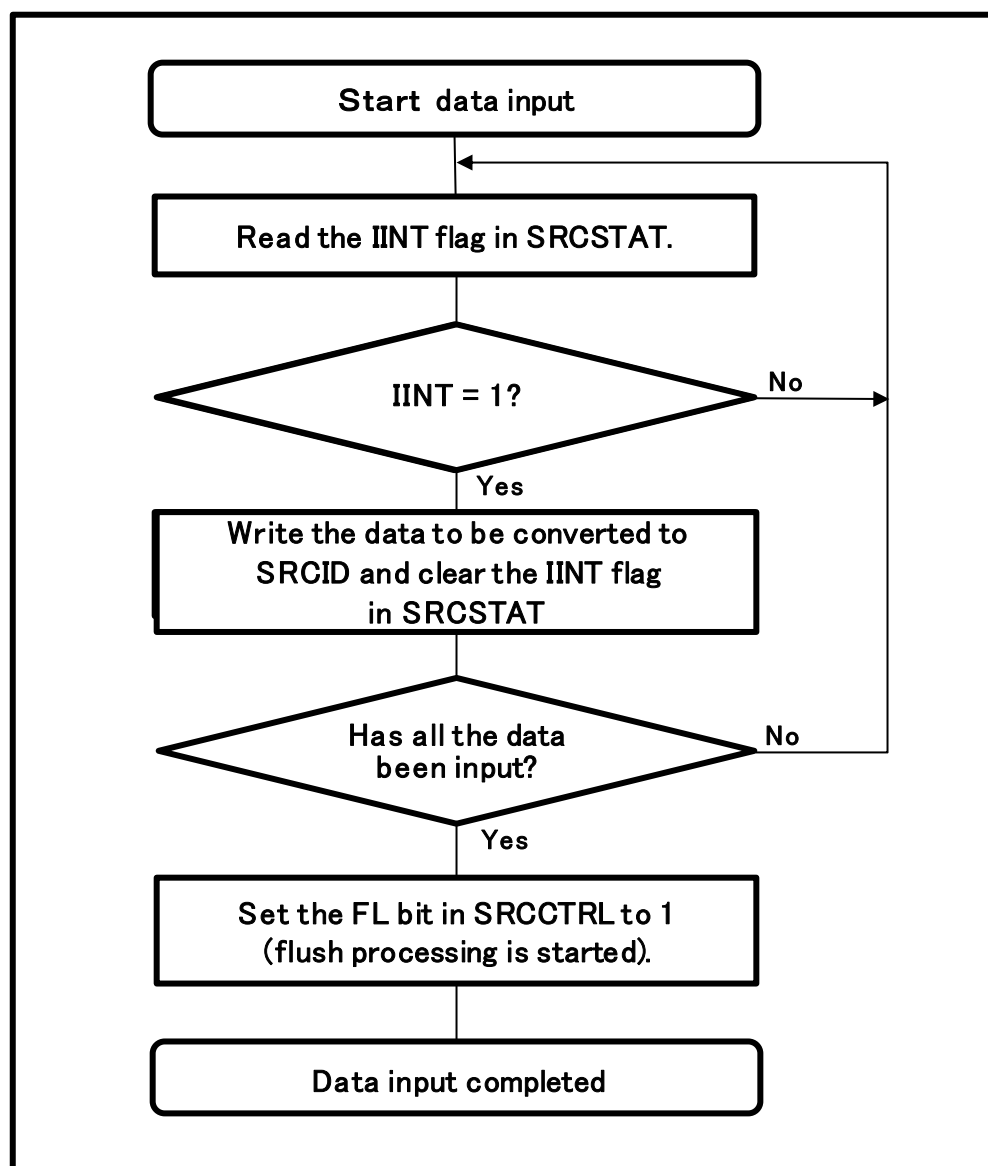 Start data input
Read the IINT flag in SRCSTAT.
IINT = 1?
No
Yes
Write the data to be converted to
SRCID and clear the IINT flag
in SRCSTAT
Has all the data
been input?
No
Yes
Set the FL bit in SRCCTRL to 1
(flush processing is started).
Data input completed